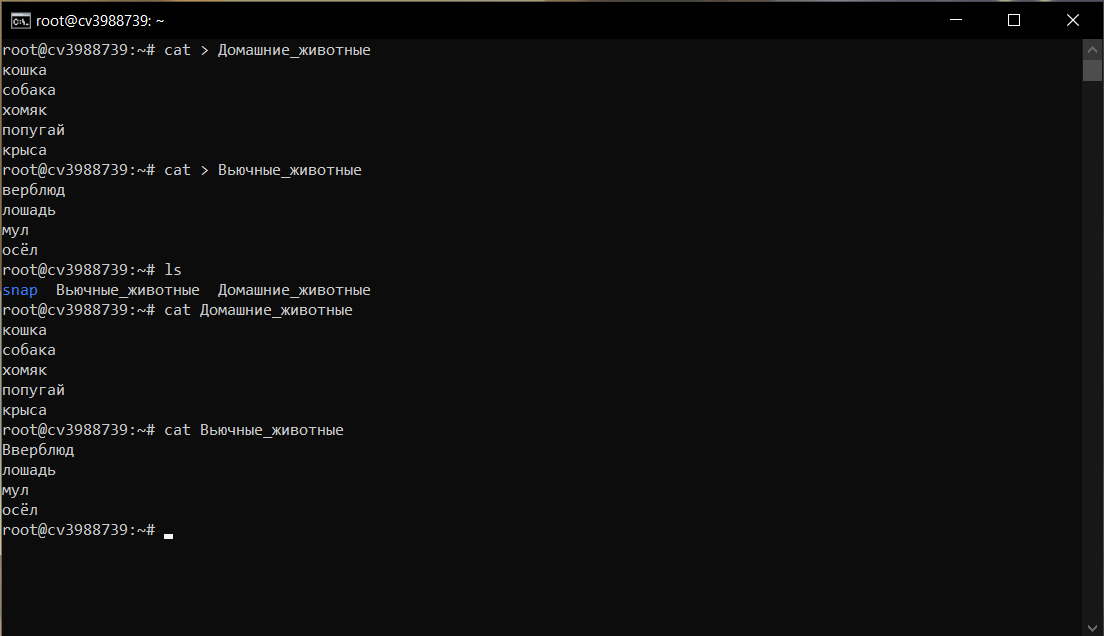 root@cv3988739: ~
root@cv3988739:~# cat > Домашние_животные
кошка
собака
хомяк
попугай
крыса
root@cv3988739:~# cat > Вьючные_животные
верблюд
лошадь
мул
осёл
root@cv3988739:~# ls
snap  Вьючные_животные  Домашние_животные
root@cv3988739:~# cat Домашние_животные
кошка
собака
хомяк
попугай
крыса
root@cv3988739:~# cat Вьючные_животные
Вверблюд
лошадь
мул
осёл
root@cv3988739:~#